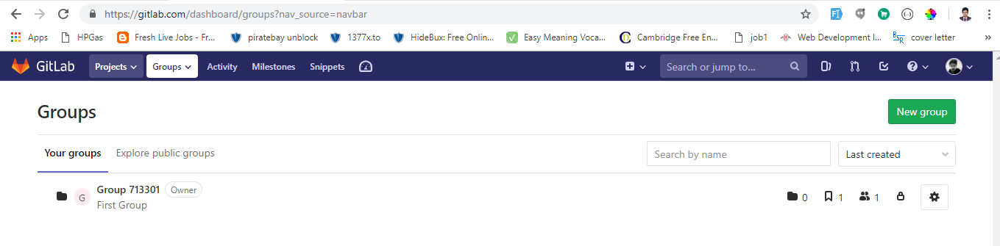 https://gitlab.com/dashboard/groups?nav_source=navbar
Apps HPGas Fresh Live Jobs - Fr... piratebay unblock 1377x.to HideBux: Free Onlin... Easy Meaning Voca... Cambridge Free En... job1 Web Development I... BSR cover letter »
GitLab Projects Groups Activity Milestones Snippets Search or jump to...
Groups New group
Your groups Explore public groups Search by name Last created
G Group 713301 Owner 0 1 1
First Group